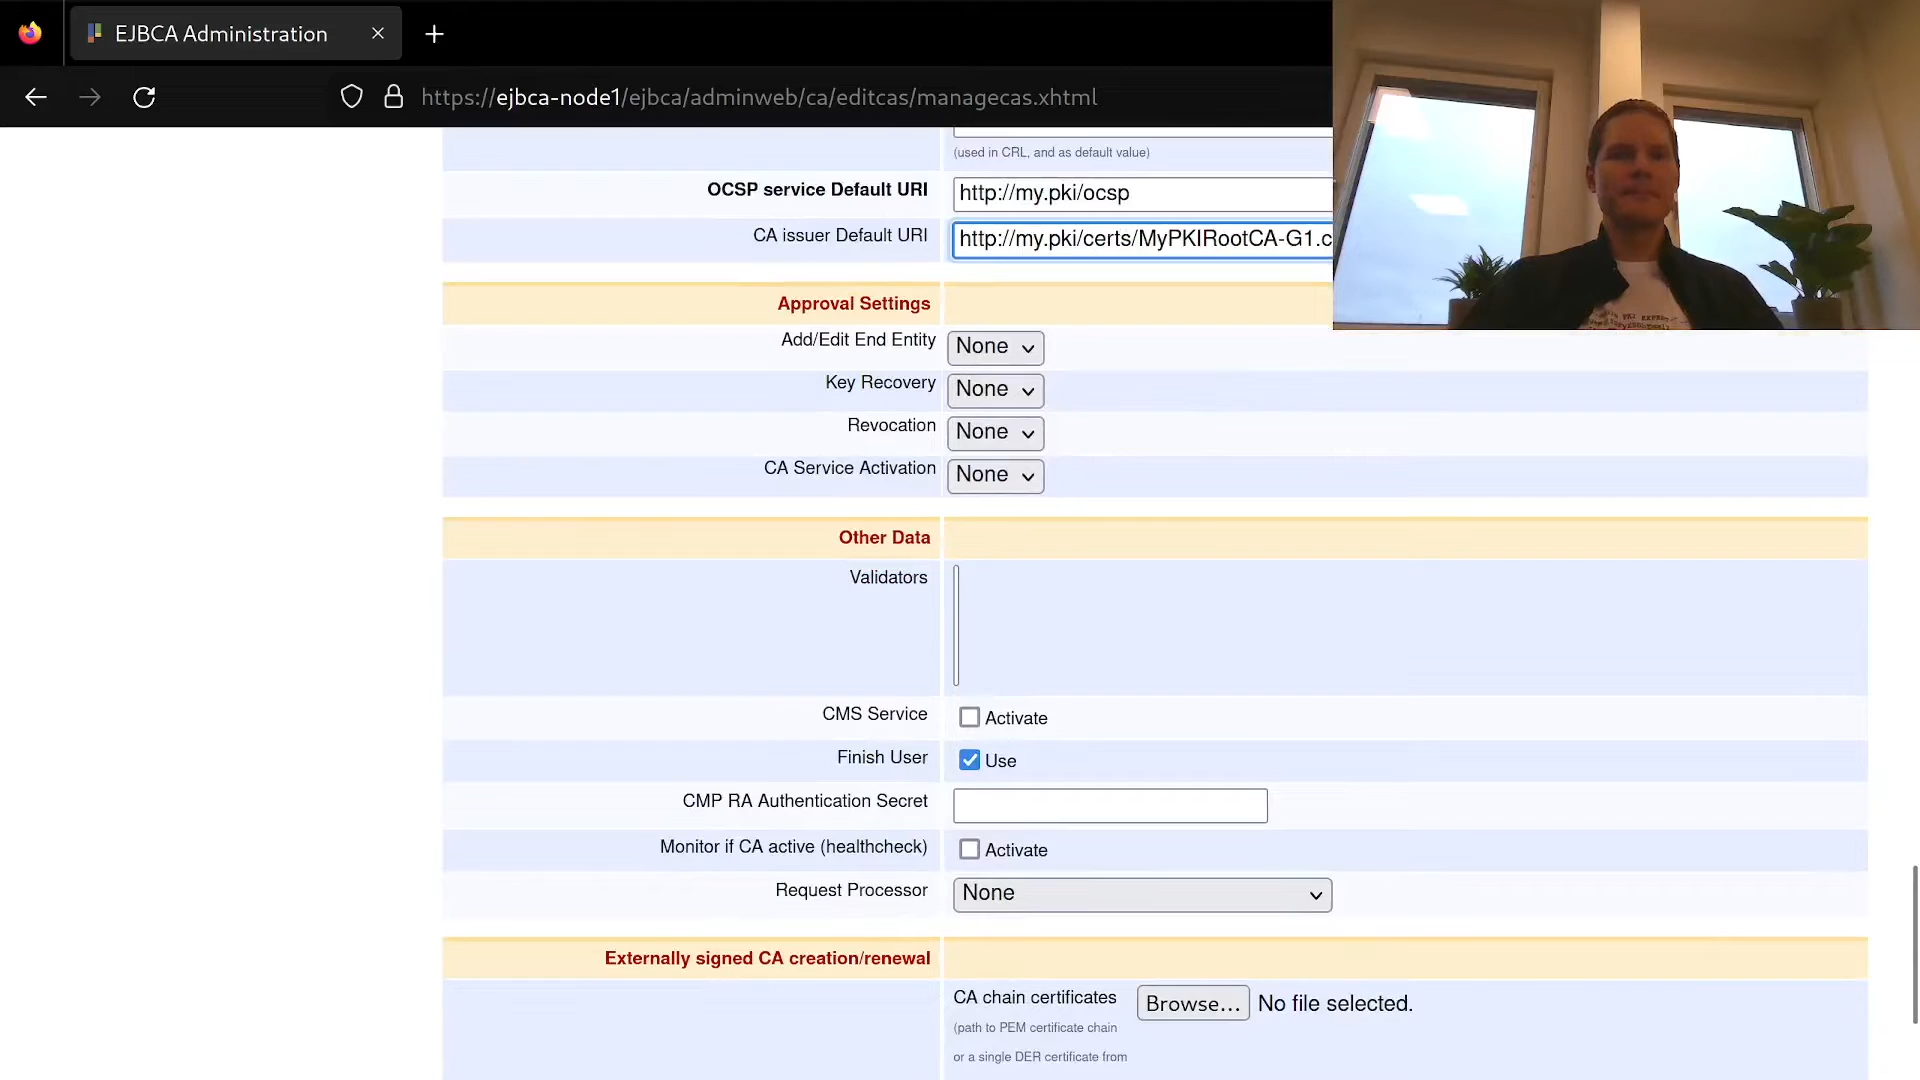 EJBCA Administration
https://ejbca-node1/ejbca/adminweb/ca/editcas/managecas.xhtml
(used in CRL, and as default value)
OCSP service Default URI http://my.pki/ocsp
CA issuer Default URI http://my.pki/certs/MyPKIRootCA-G1.c
Approval Settings
Add/Edit End Entity None
Key Recovery None
Revocation None
CA Service Activation None
Other Data
Validators
CMS Service Activate
Finish User Use
CMP RA Authentication Secret
Monitor if CA active (healthcheck) Activate
Request Processor None
Externally signed CA creation/renewal
CA chain certificates Browse... No file selected.
(path to PEM certificate chain
or a single DER certificate from